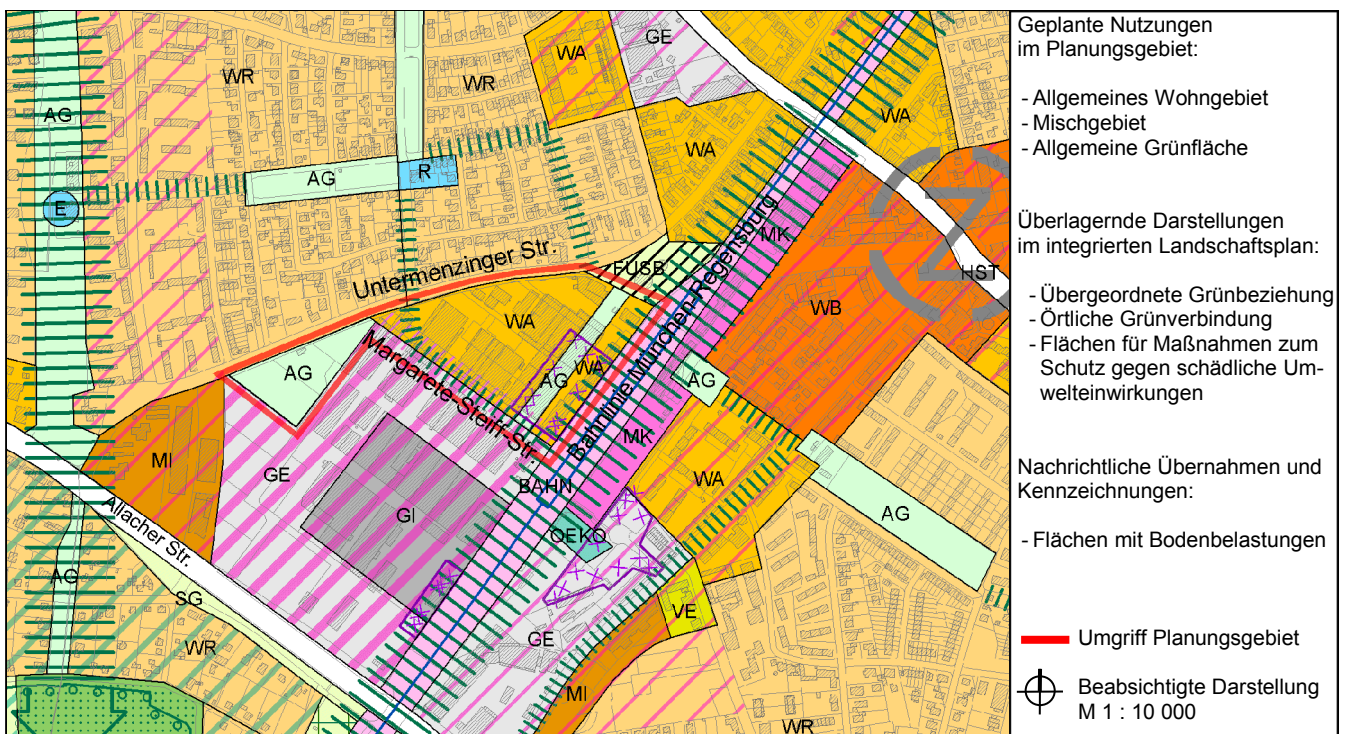 WA
GE
WR
WR
AG
WA
WA
AG
R
E
MK
Untermenzinger Str.
FÜSB
HST
WA
WB
Bahnlinie München-Regensburg
AG
Margarete-Steiff-Str.
AG
WA
AG
MK
MI
GE
BAHN
WA
GI
AG
OEKO
Allacher Str.
AG
SG
VE
WR
GE
MI
WR
Geplante Nutzungen
im Planungsgebiet:
- Allgemeines Wohngebiet
- Mischgebiet
- Allgemeine Grünfläche
Überlagernde Darstellungen
im integrierten Landschaftsplan:
- Übergeordnete Grünbeziehung
- Örtliche Grünverbindung
- Flächen für Maßnahmen zum
Schutz gegen schädliche Um-
welteinwirkungen
Nachrichtliche Übernahmen und
Kennzeichnungen:
- Flächen mit Bodenbelastungen
Umgriff Planungsgebiet
Beabsichtigte Darstellung
M 1 : 10 000